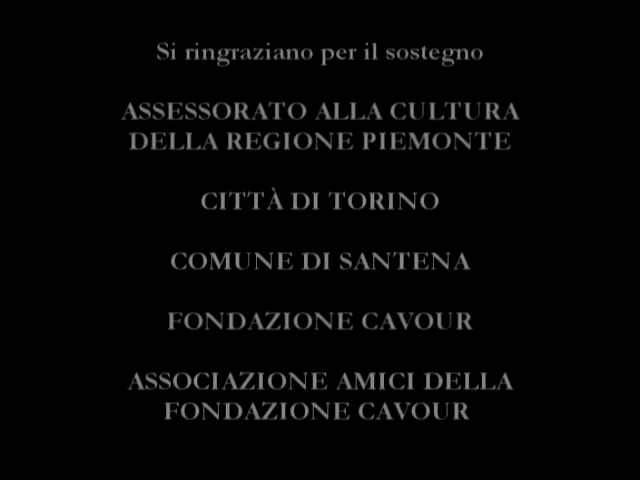 Si ringraziano per il sostegno
ASSESSORATO ALLA CULTURA
DELLA REGIONE PIEMONTE
CITTÀ DI TORINO
COMUNE DI SANTENA
FONDAZIONE CAVOUR
ASSOCIAZIONE AMICI DELLA
FONDAZIONE CAVOUR